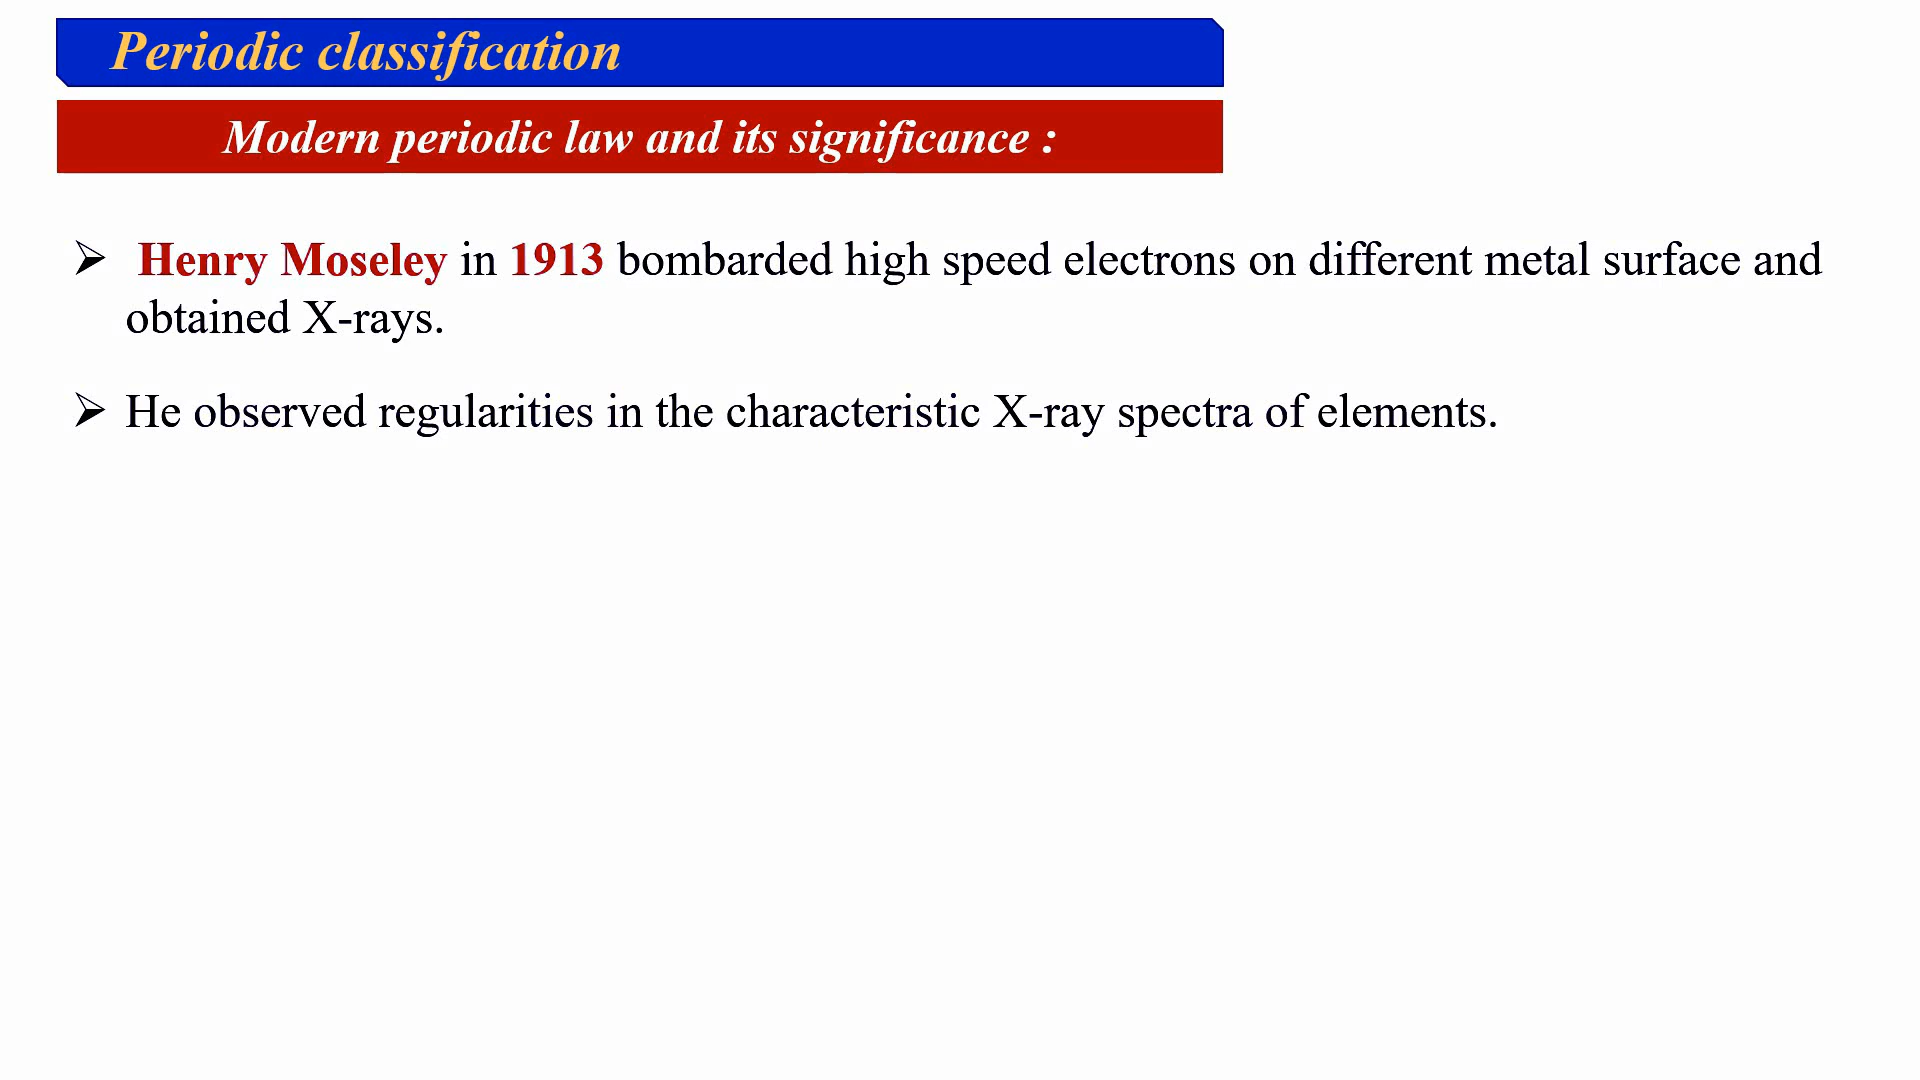 Periodic classification
Modern periodic law and its significance :
➢ Henry Moseley in 1913 bombarded high speed electrons on different metal surface and
obtained X-rays.
➢ He observed regularities in the characteristic X-ray spectra of elements.